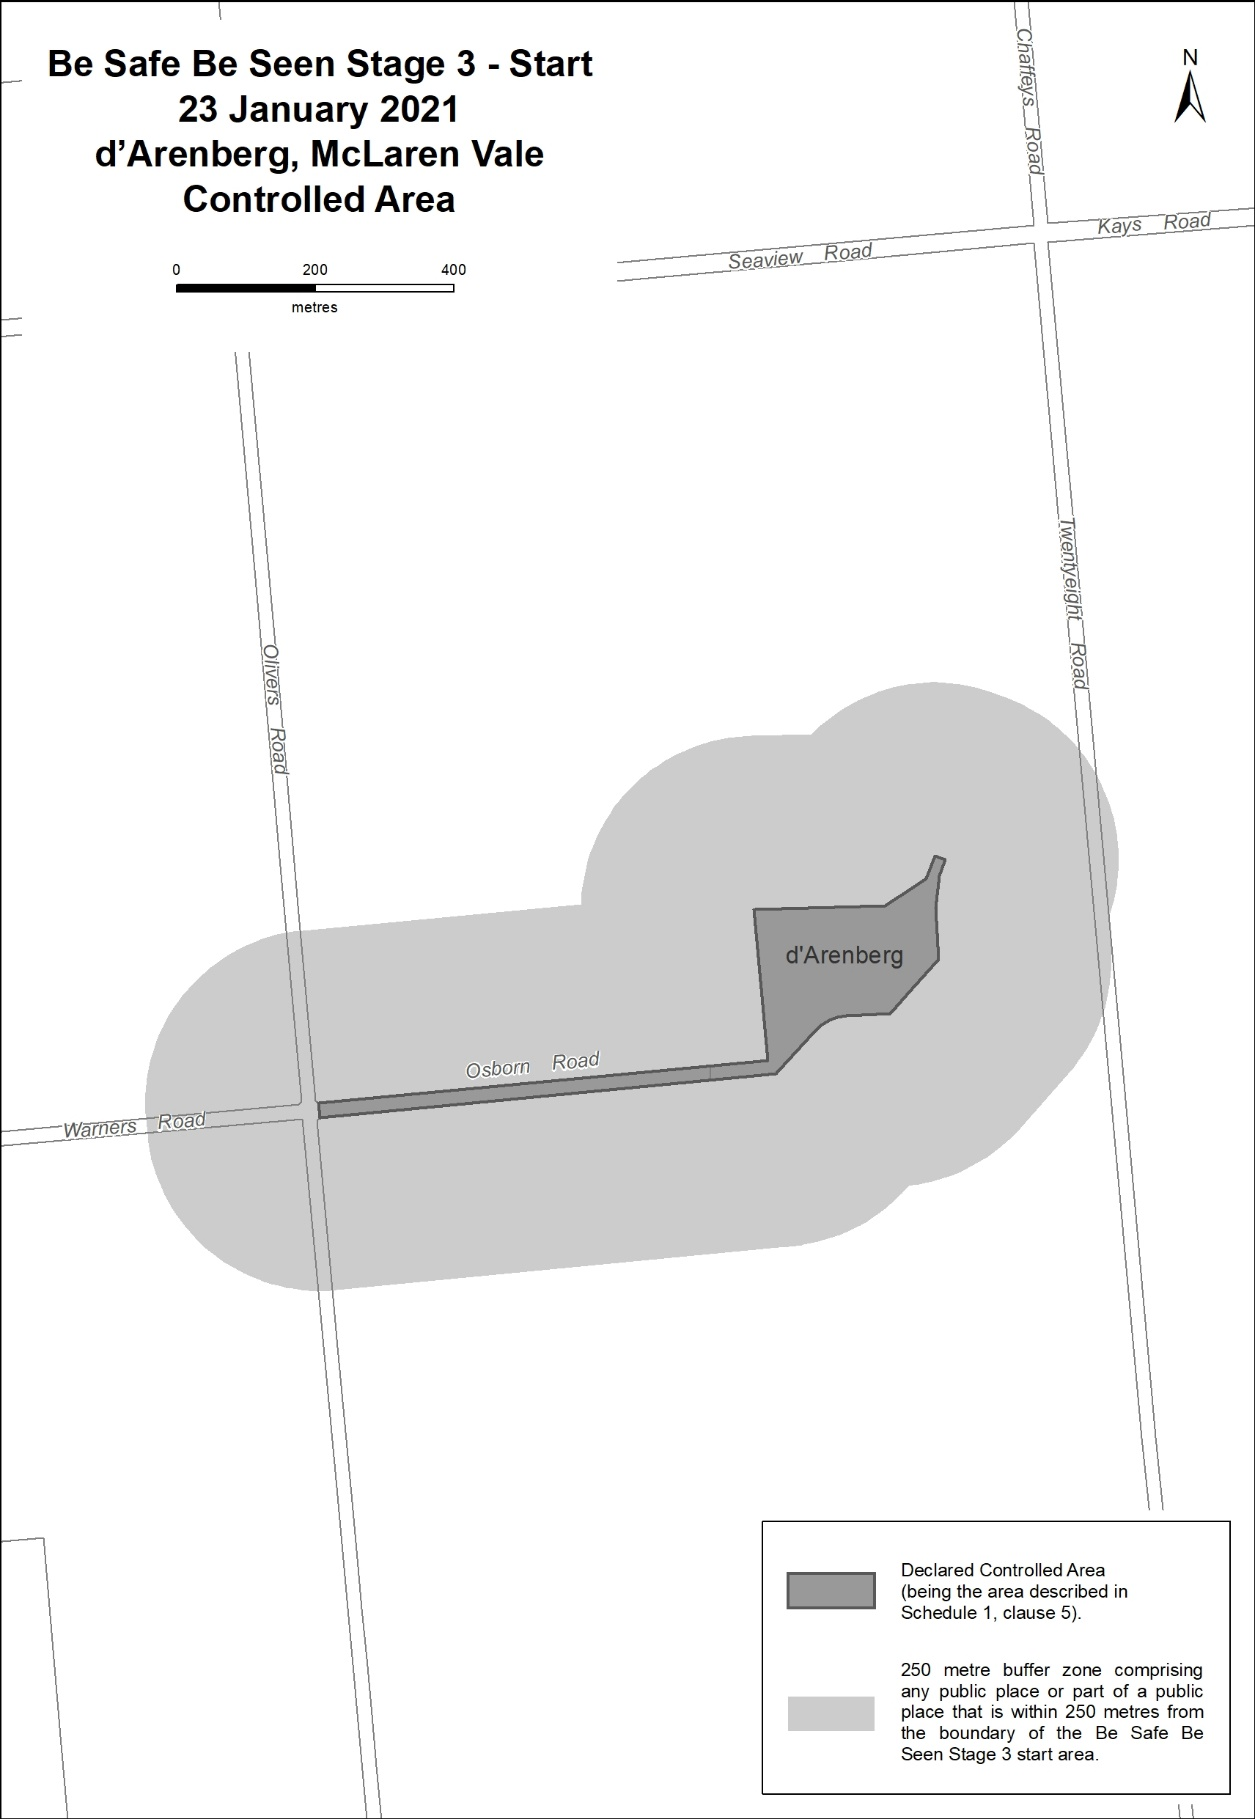 Be Safe Be Seen Stage 3 - Start
23 January 2021
d’Arenberg, McLaren Vale
Controlled Area
N
0 200 400
metres
Chaffeys Road
Kays Road
Seaview Road
Twentyeight Road
Olivers Road
d'Arenberg
Osborn Road
Warners Road
Declared Controlled Area
(being the area described in
Schedule 1, clause 5).
250 metre buffer zone comprising
any public place or part of a public
place that is within 250 metres from
the boundary of the Be Safe Be
Seen Stage 3 start area.